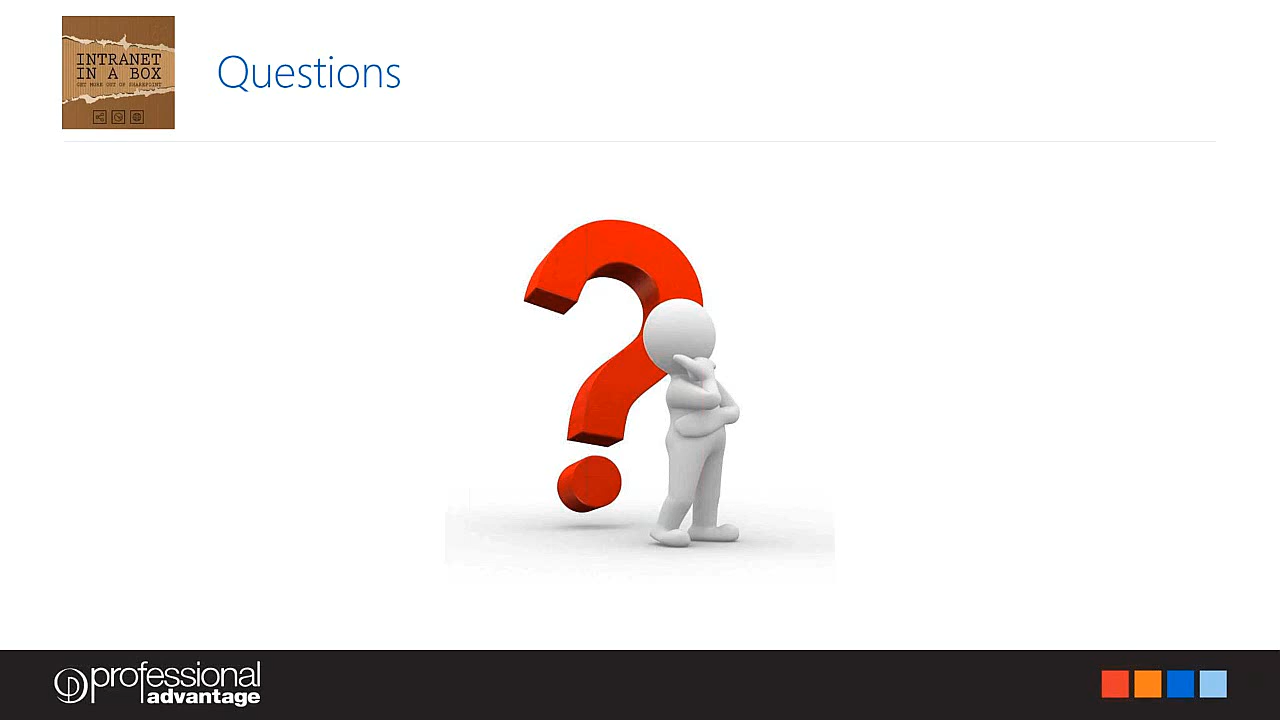 INTRANET
IN A BOX
GET MORE OUT OF SHAREPOINT
Questions
professional
advantage